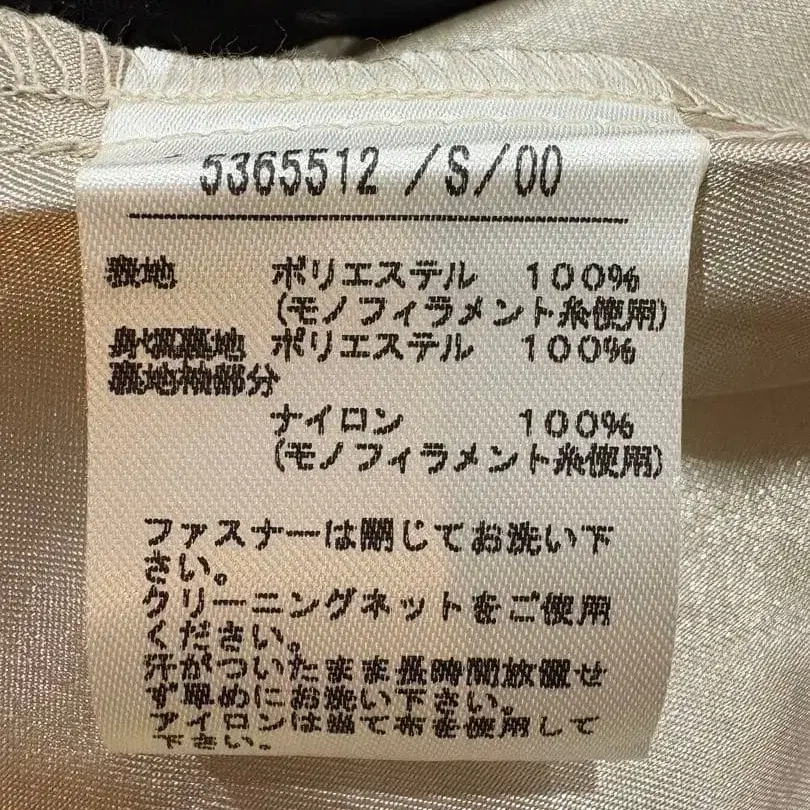 5365512 /S/00
表地 ポリエステル 100%
(モノフィラメント糸使用)
身頃裏地 ポリエステル 100%
部分
ナイロン 100%
(モノフィラメント糸使用)
ファスナーは閉じてお洗い下
さい。
クリーニングネットをご使用
ください。
汗がついたまま長時間放置せ
ず早めにお洗い下さい。
アイロンは当て布を使用して
下さい。